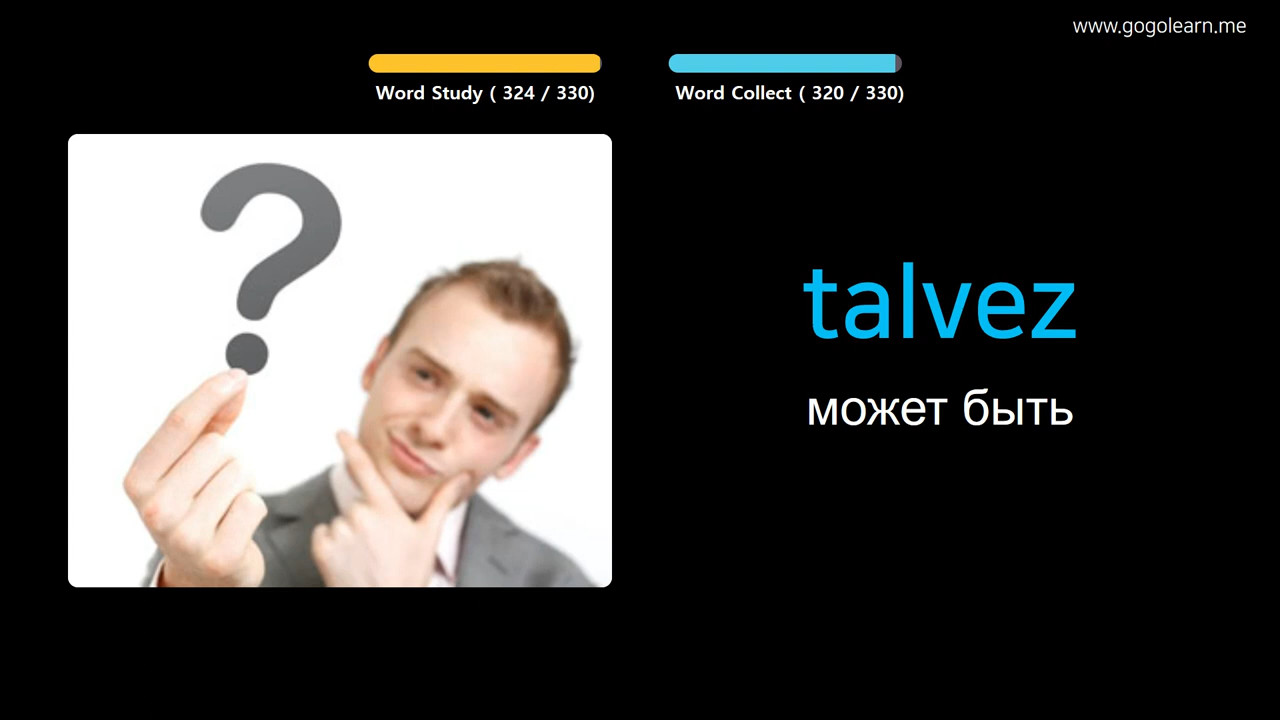 www.gogolearn.me
Word Study ( 324 / 330)
Word Collect ( 320 / 330)
?
talvez
может быть